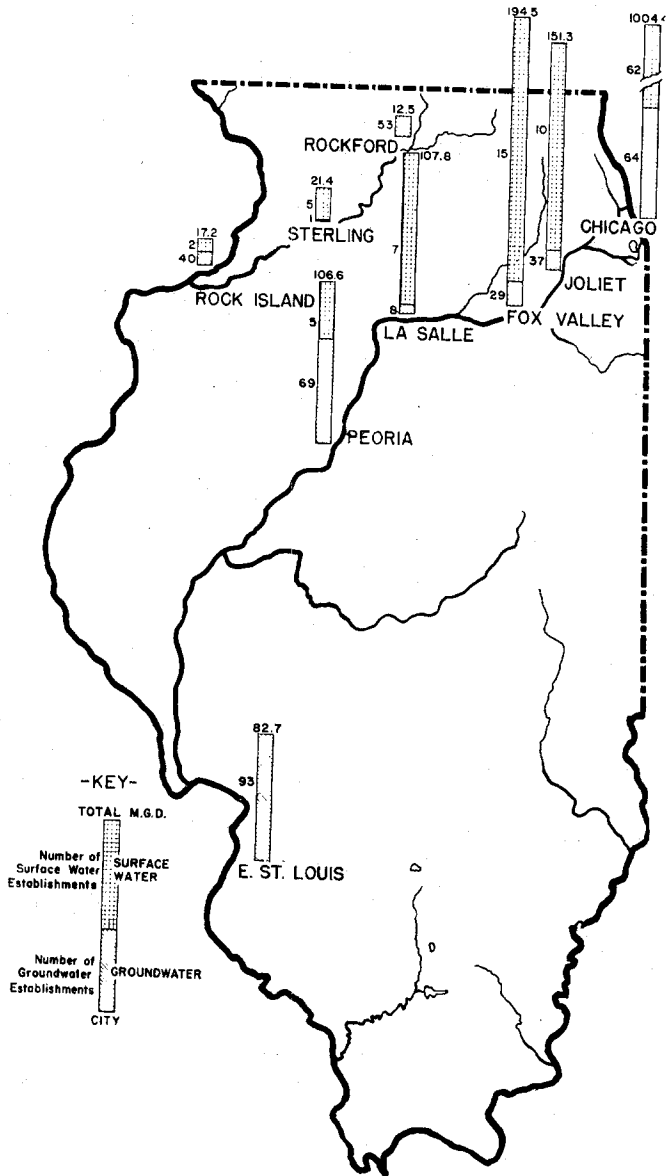 194.5
1004.4
151.3
62
12.5
53
ROCKFORD
107.8
15
10
64
21.4
5
1
STERLING
CHICAGO
17.2
2
40
7
37
JOLIET
ROCK ISLAND
106.6
8
29
LA SALLE
FOX VALLEY
5
69
PEORIA
82.7
93
E. ST. LOUIS
-KEY-
TOTAL M.G.D.
Number of
Surface Water
Establishments
SURFACE
WATER
Number of
Groundwater
Establishments
GROUNDWATER
CITY